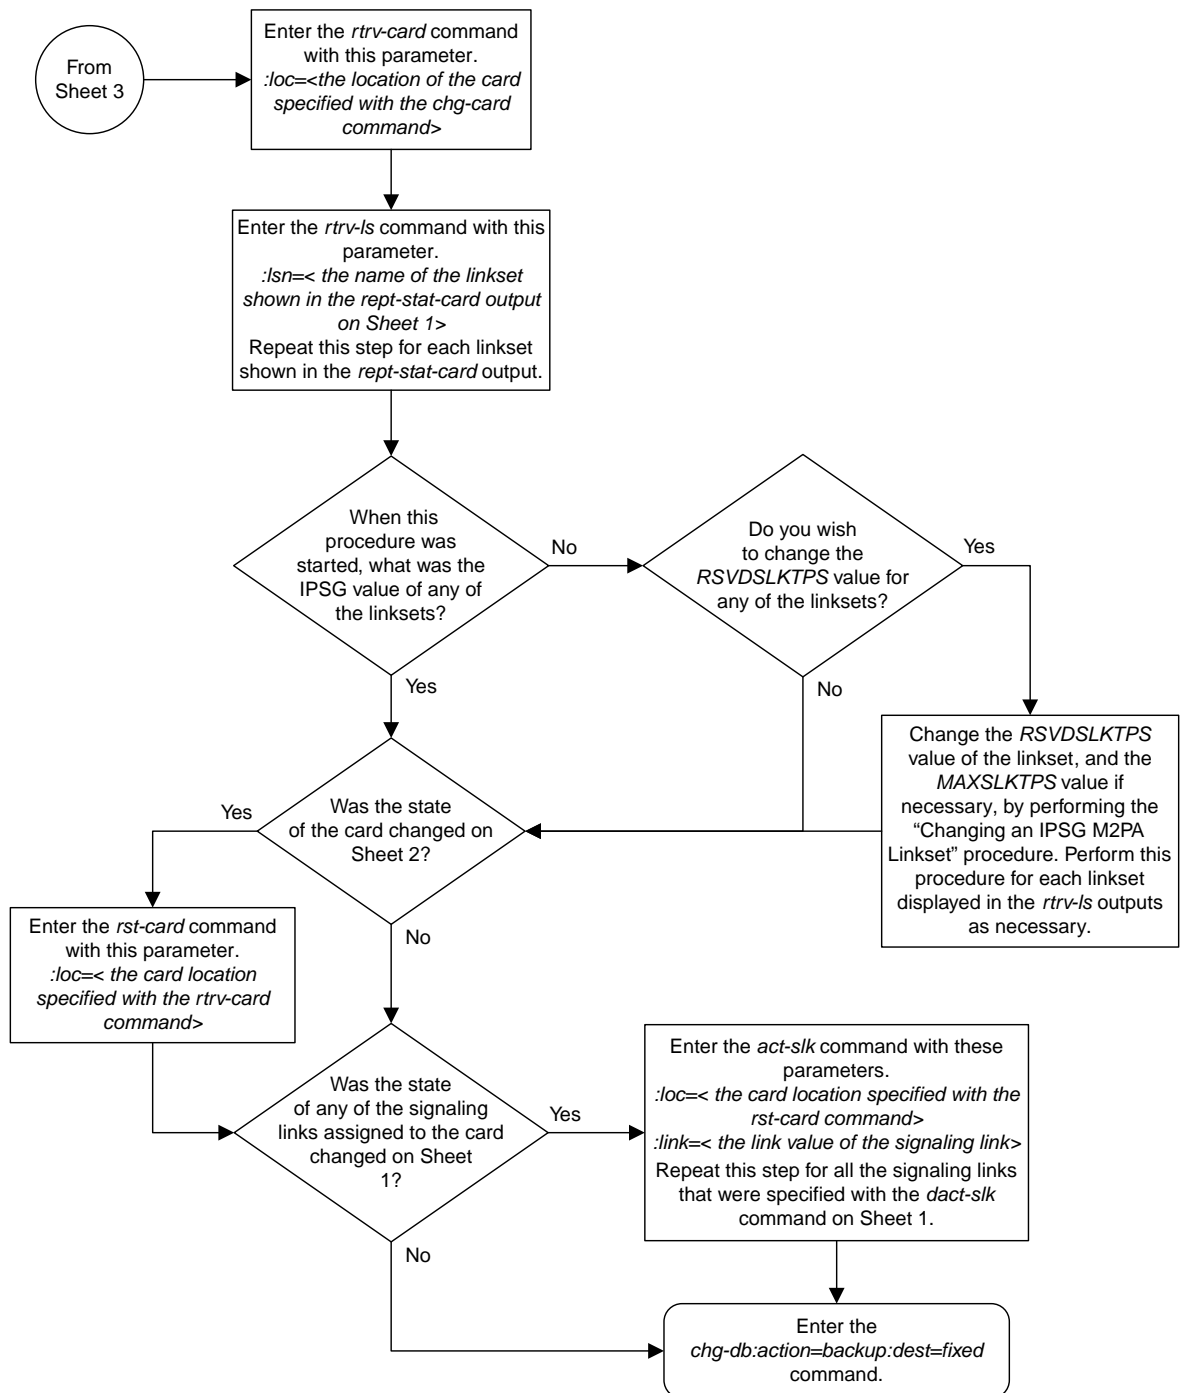 From
Sheet 3
Enter the rtrv-card command
with this parameter.
:loc=<the location of the card
specified with the chg-card
command>
Enter the rtrv-ls command with this
parameter.
:lsn=< the name of the linkset
shown in the rept-stat-card output
on Sheet 1>
Repeat this step for each linkset
shown in the rept-stat-card output.
When this
procedure was
started, what was the
IPSG value of any of
the linksets?
No
Yes
Do you wish
to change the
RSVDSLKTPS value for
any of the linksets?
Yes
No
Change the RSVDSLKTPS
value of the linkset, and the
MAXSLKTPS value if
necessary, by performing the
“Changing an IPSG M2PA
Linkset” procedure. Perform this
procedure for each linkset
displayed in the rtrv-ls outputs
as necessary.
Was the state
of the card changed on
Sheet 2?
Yes
No
Enter the rst-card command
with this parameter.
:loc=< the card location
specified with the rtrv-card
command>
Was the state
of any of the signaling
links assigned to the card
changed on Sheet
1?
Yes
No
Enter the act-slk command with these
parameters.
:loc=< the card location specified with the
rst-card command>
:link=< the link value of the signaling link>
Repeat this step for all the signaling links
that were specified with the dact-slk
command on Sheet 1.
Enter the
chg-db:action=backup:dest=fixed
command.